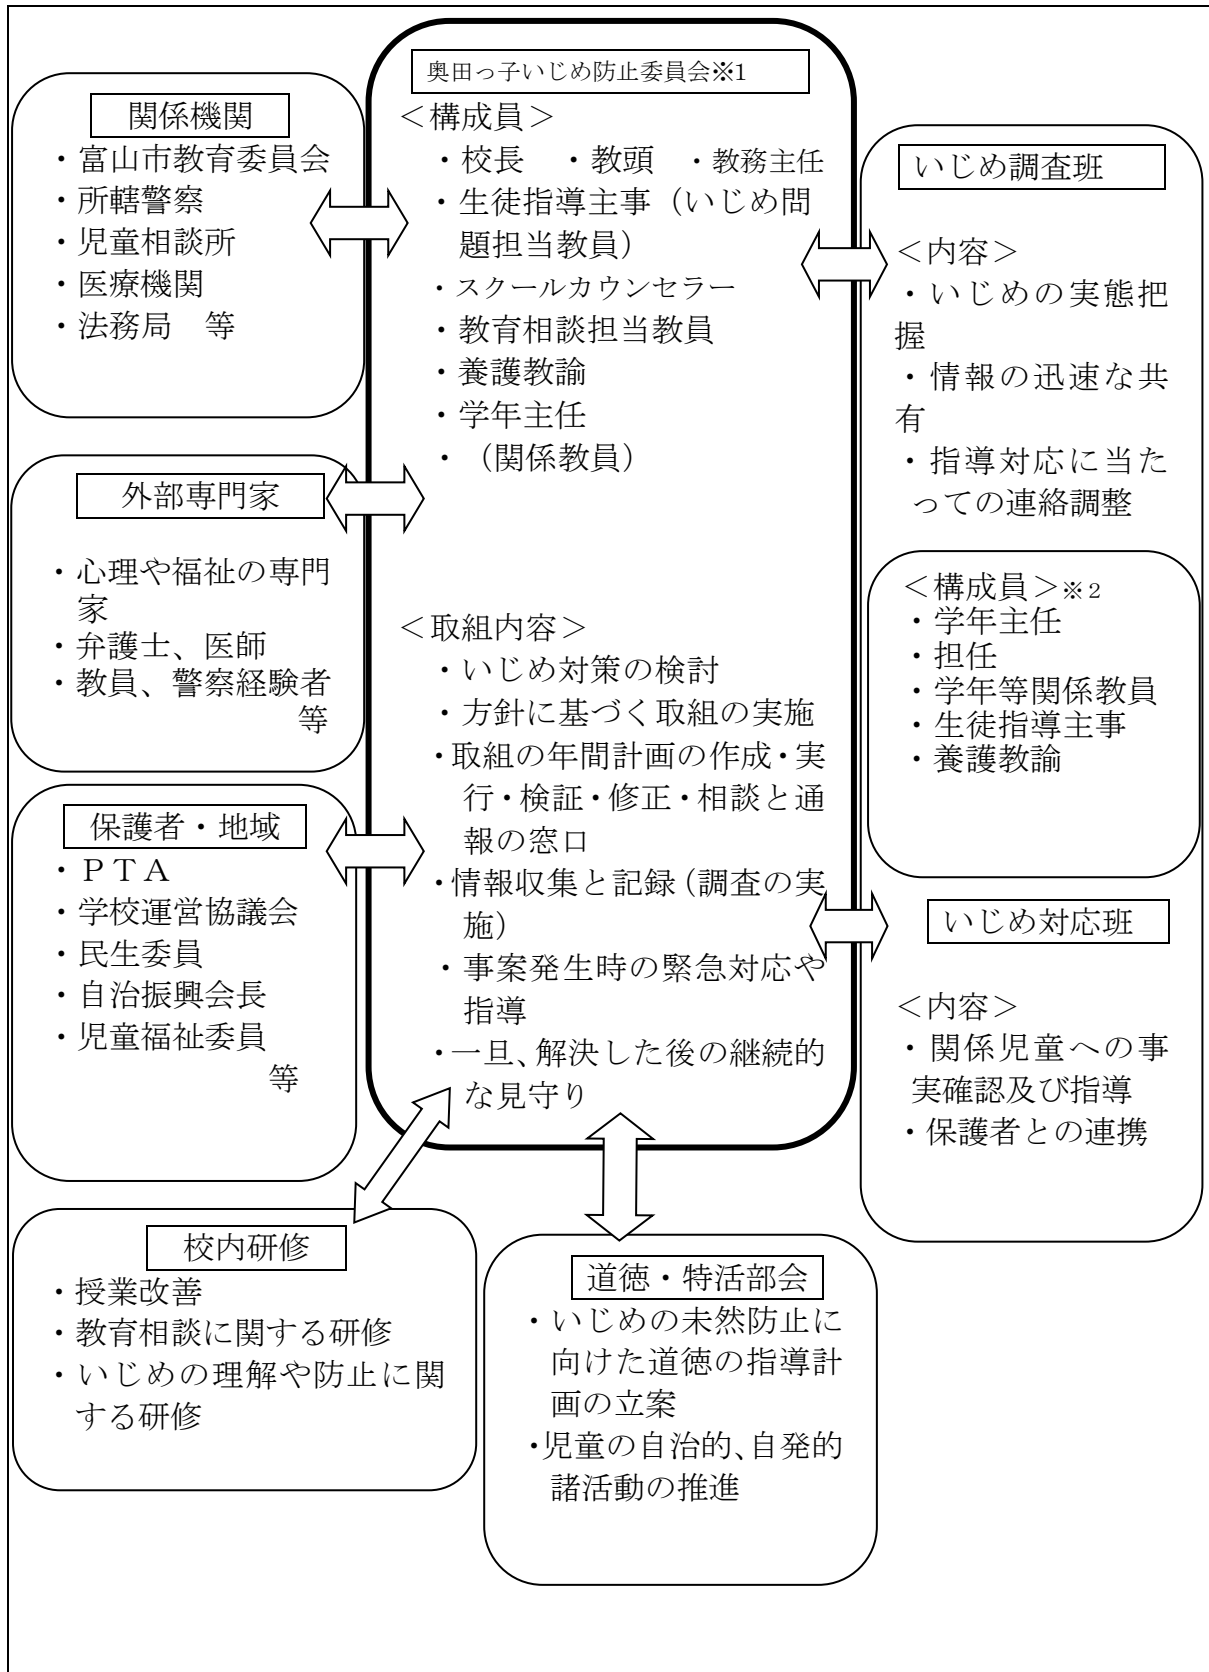 奥田っ子いじめ防止委員会※1
＜構成員＞
・校長　・教頭　・教務主任
・生徒指導主事（いじめ問
題担当教員）
・スクールカウンセラー
・教育相談担当教員
・養護教諭
・学年主任
・（関係教員）
＜取組内容＞
・いじめ対策の検討
・方針に基づく取組の実施
・取組の年間計画の作成・実
行・検証・修正・相談と通
報の窓口
・情報収集と記録（調査の実
施）
・事案発生時の緊急対応や
指導
・一旦、解決した後の継続的
な見守り
関係機関
・富山市教育委員会
・所轄警察
・児童相談所
・医療機関
・法務局　等
外部専門家
・心理や福祉の専門
家
・弁護士、医師
・教員、警察経験者
等
保護者・地域
・ＰＴＡ
・学校運営協議会
・民生委員
・自治振興会長
・児童福祉委員
等
いじめ調査班
＜内容＞
・いじめの実態把
握
・情報の迅速な共
有
・指導対応に当た
っての連絡調整
＜構成員＞※2
・学年主任
・担任
・学年等関係教員
・生徒指導主事
・養護教諭
いじめ対応班
＜内容＞
・関係児童への事
実確認及び指導
・保護者との連携
校内研修
・授業改善
・教育相談に関する研修
・いじめの理解や防止に関
する研修
道徳・特活部会
・いじめの未然防止に
向けた道徳の指導計
画の立案
・児童の自治的、自発的
諸活動の推進